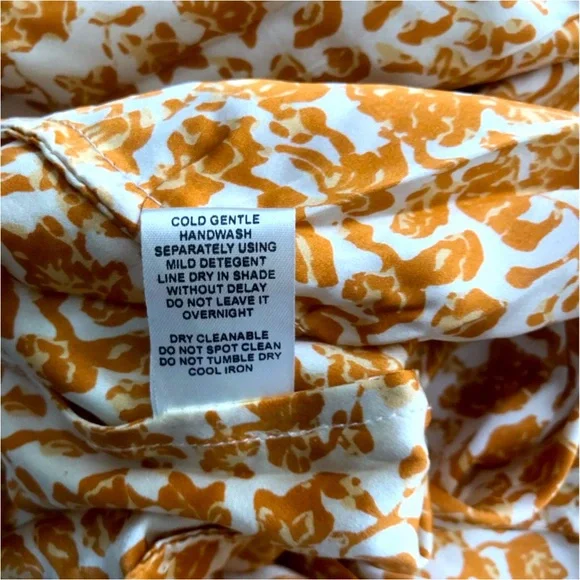 COLD GENTLE
HANDWASH
SEPARATELY USING
MILD DETEGENT
LINE DRY IN SHADE
WITHOUT DELAY
DO NOT LEAVE IT
OVERNIGHT
DRY CLEANABLE
DO NOT SPOT CLEAN
DO NOT TUMBLE DRY
COOL IRON